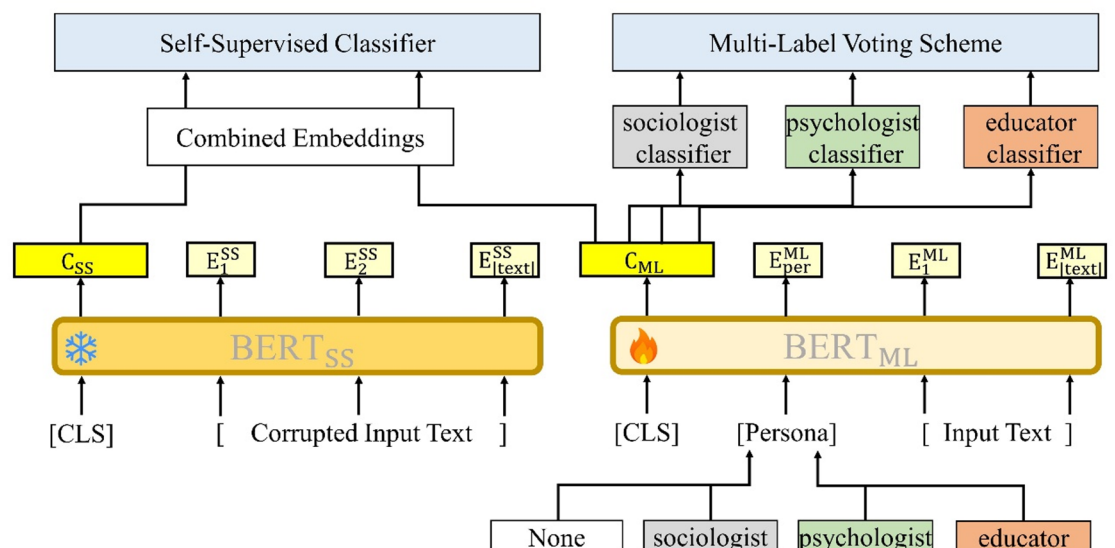 Self-Supervised Classifier
Multi-Label Voting Scheme
Combined Embeddings
sociologist
classifier
psychologist
classifier
educator
classifier
C_SS
E_1^SS
E_2^SS
E_|text|^SS
C_ML
E_per^ML
E_1^ML
E_|text|^ML
BERT_SS
BERT_ML
[CLS]
[ Corrupted Input Text ]
[CLS]
[Persona]
[ Input Text ]
None
sociologist
psychologist
educator